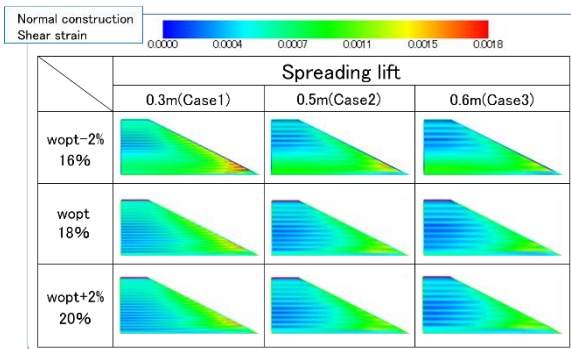 Normal construction
Shear strain
0.0000 0.0004 0.0007 0.0011 0.0015 0.0018
Spreading lift
0.3m(Case1) 0.5m(Case2) 0.6m(Case3)
wopt-2%
16%
wopt
18%
wopt+2%
20%